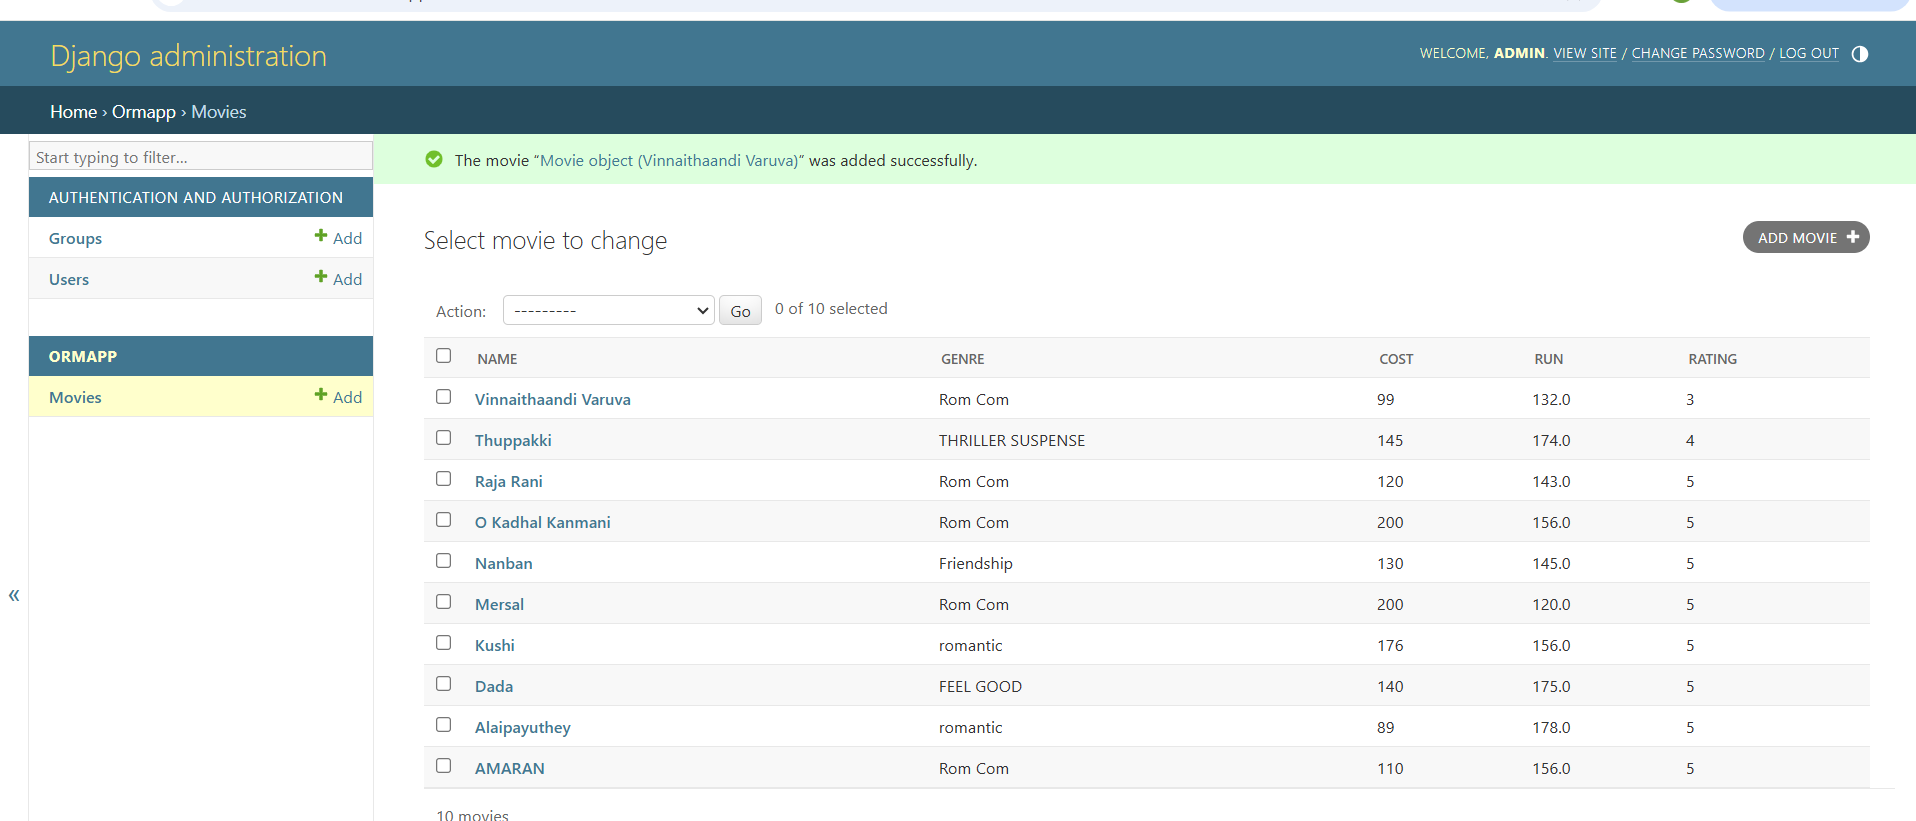 Django administration
WELCOME, ADMIN. VIEW SITE / CHANGE PASSWORD / LOG OUT
Home › Ormapp › Movies
Start typing to filter...
AUTHENTICATION AND AUTHORIZATION
Groups
Add
Users
Add
ORMAPP
Movies
Add
«
The movie “Movie object (Vinnaithaandi Varuva)” was added successfully.
Select movie to change
ADD MOVIE
Action: --------- Go 0 of 10 selected
NAME GENRE COST RUN RATING
Vinnaithaandi Varuva Rom Com 99 132.0 3
Thuppakki THRILLER SUSPENSE 145 174.0 4
Raja Rani Rom Com 120 143.0 5
O Kadhal Kanmani Rom Com 200 156.0 5
Nanban Friendship 130 145.0 5
Mersal Rom Com 200 120.0 5
Kushi romantic 176 156.0 5
Dada FEEL GOOD 140 175.0 5
Alaipayuthey romantic 89 178.0 5
AMARAN Rom Com 110 156.0 5
10 movies